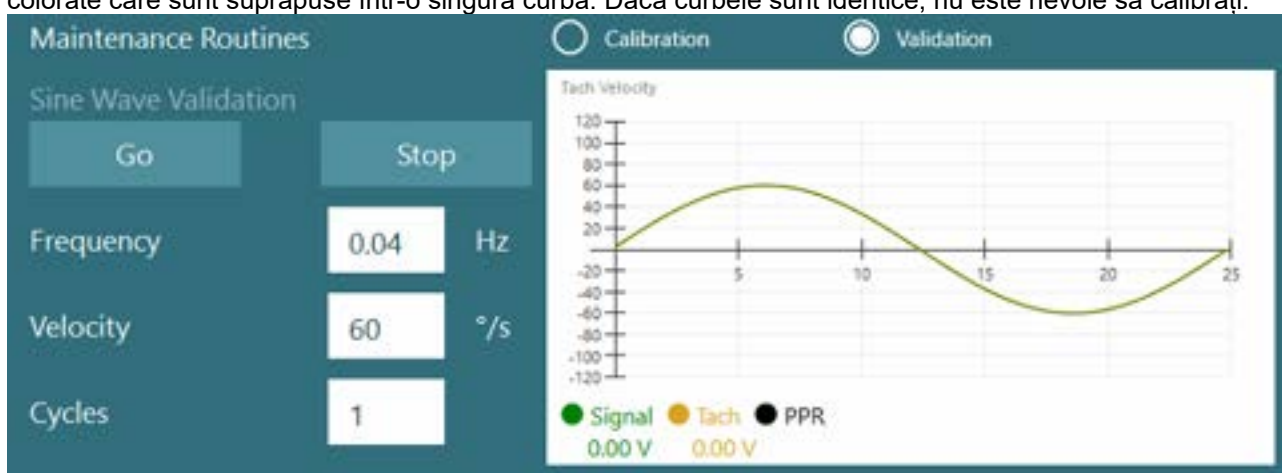 colorate care sunt suprapuse într-o singură curbă. Dacă curbele sunt identice, nu este nevoie să calibrați.
Maintenance Routines
Calibration
Validation
Sine Wave Validation
Go
Stop
Frequency
0.04
Hz
Velocity
60
°/s
Cycles
1
Tach Velocity
120
100
80
60
40
20
-20
-40
-60
-80
-100
-120
5
10
15
20
25
Signal
Tach
PPR
0.00 V
0.00 V